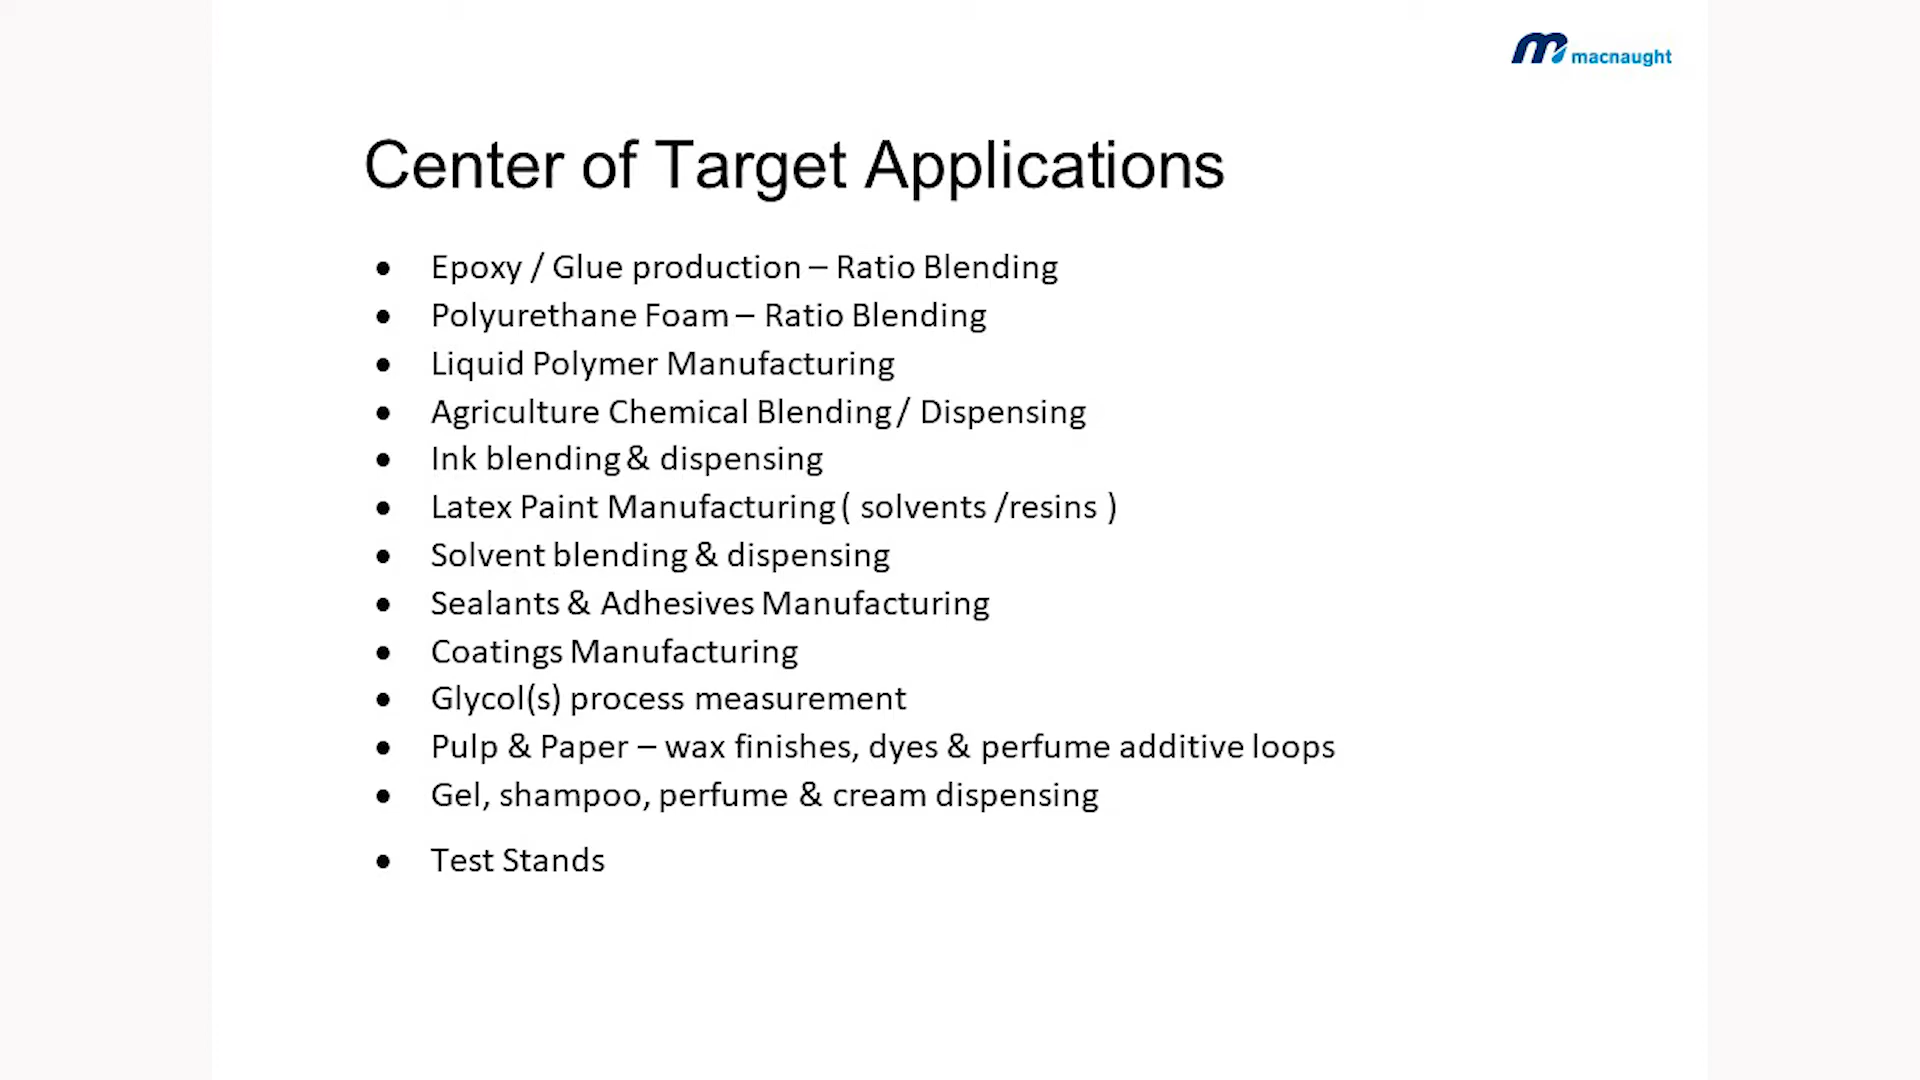 macnaught
Center of Target Applications
• Epoxy / Glue production – Ratio Blending
• Polyurethane Foam – Ratio Blending
• Liquid Polymer Manufacturing
• Agriculture Chemical Blending / Dispensing
• Ink blending & dispensing
• Latex Paint Manufacturing ( solvents /resins )
• Solvent blending & dispensing
• Sealants & Adhesives Manufacturing
• Coatings Manufacturing
• Glycol(s) process measurement
• Pulp & Paper – wax finishes, dyes & perfume additive loops
• Gel, shampoo, perfume & cream dispensing
• Test Stands